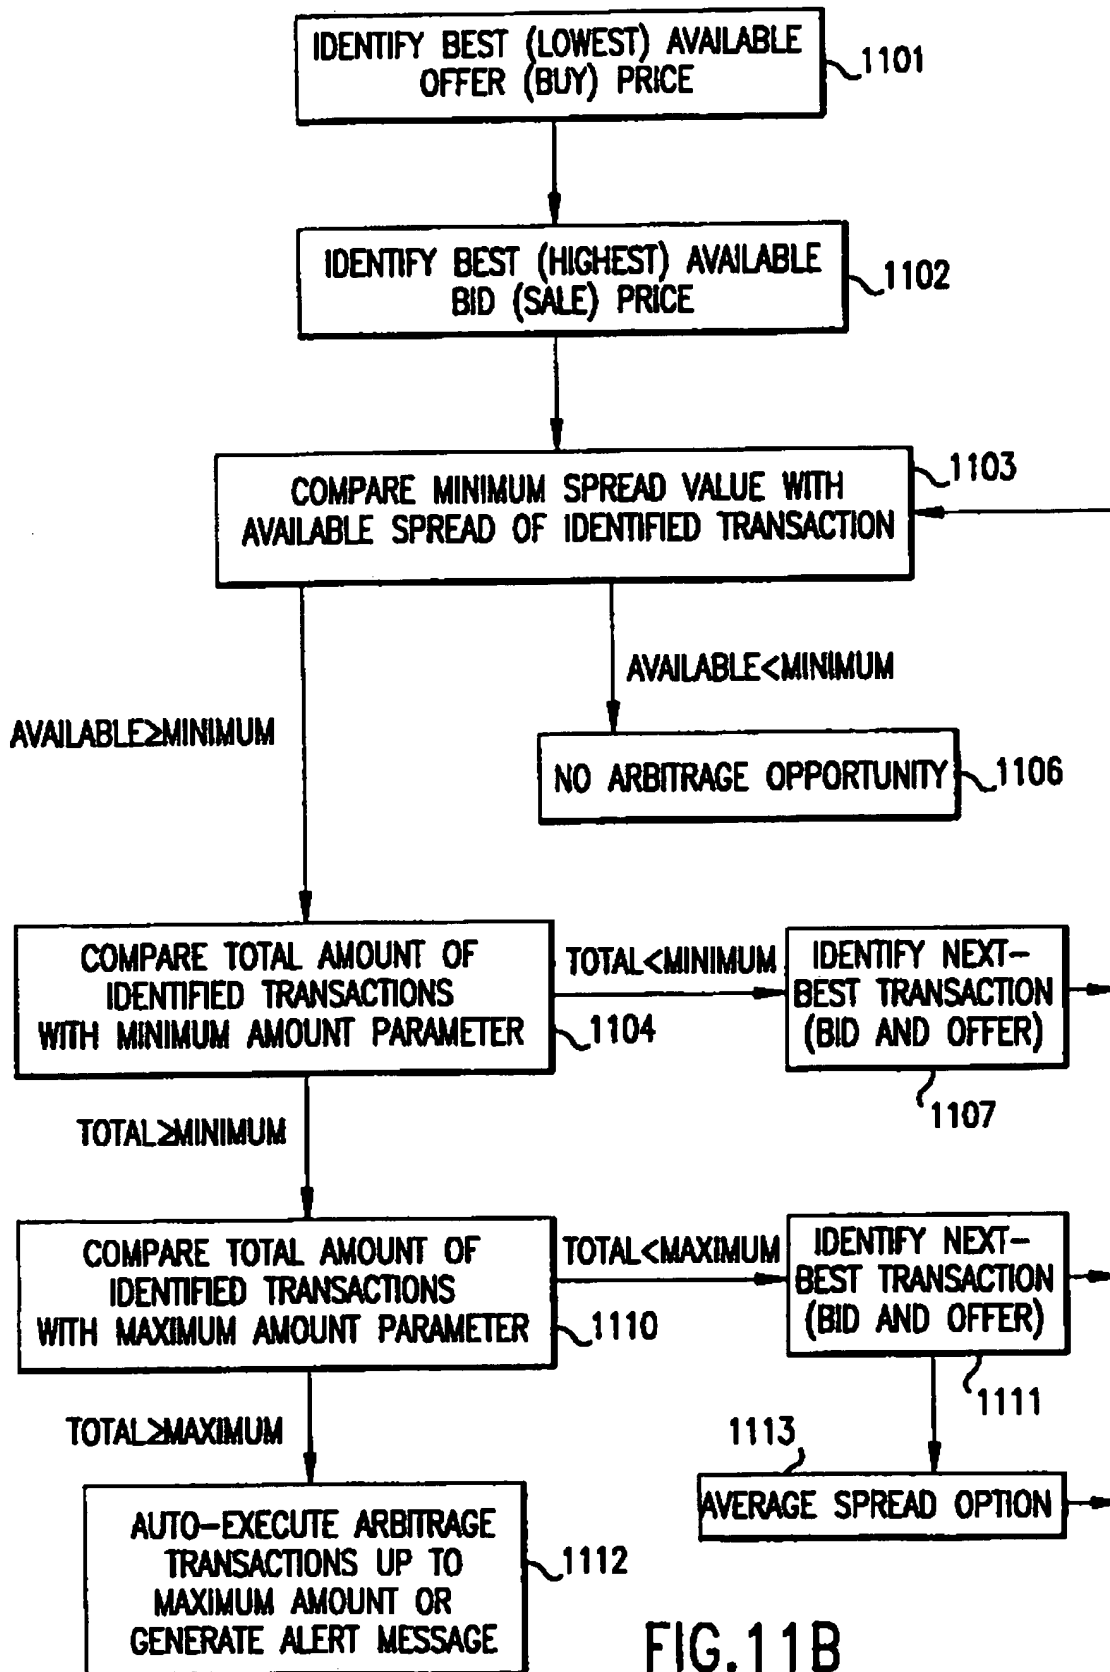 IDENTIFY BEST (LOWEST) AVAILABLE
OFFER (BUY) PRICE
1101
IDENTIFY BEST (HIGHEST) AVAILABLE
BID (SALE) PRICE
1102
1103
COMPARE MINIMUM SPREAD VALUE WITH
AVAILABLE SPREAD OF IDENTIFIED TRANSACTION
AVAILABLE<MINIMUM
AVAILABLE≥MINIMUM
NO ARBITRAGE OPPORTUNITY
1106
COMPARE TOTAL AMOUNT OF
IDENTIFIED TRANSACTIONS
WITH MINIMUM AMOUNT PARAMETER
1104
TOTAL<MINIMUM
IDENTIFY NEXT-
BEST TRANSACTION
(BID AND OFFER)
1107
TOTAL≥MINIMUM
COMPARE TOTAL AMOUNT OF
IDENTIFIED TRANSACTIONS
WITH MAXIMUM AMOUNT PARAMETER
1110
TOTAL<MAXIMUM
IDENTIFY NEXT-
BEST TRANSACTION
(BID AND OFFER)
1111
TOTAL≥MAXIMUM
1113
AVERAGE SPREAD OPTION
AUTO-EXECUTE ARBITRAGE
TRANSACTIONS UP TO
MAXIMUM AMOUNT OR
GENERATE ALERT MESSAGE
1112
FIG.11B